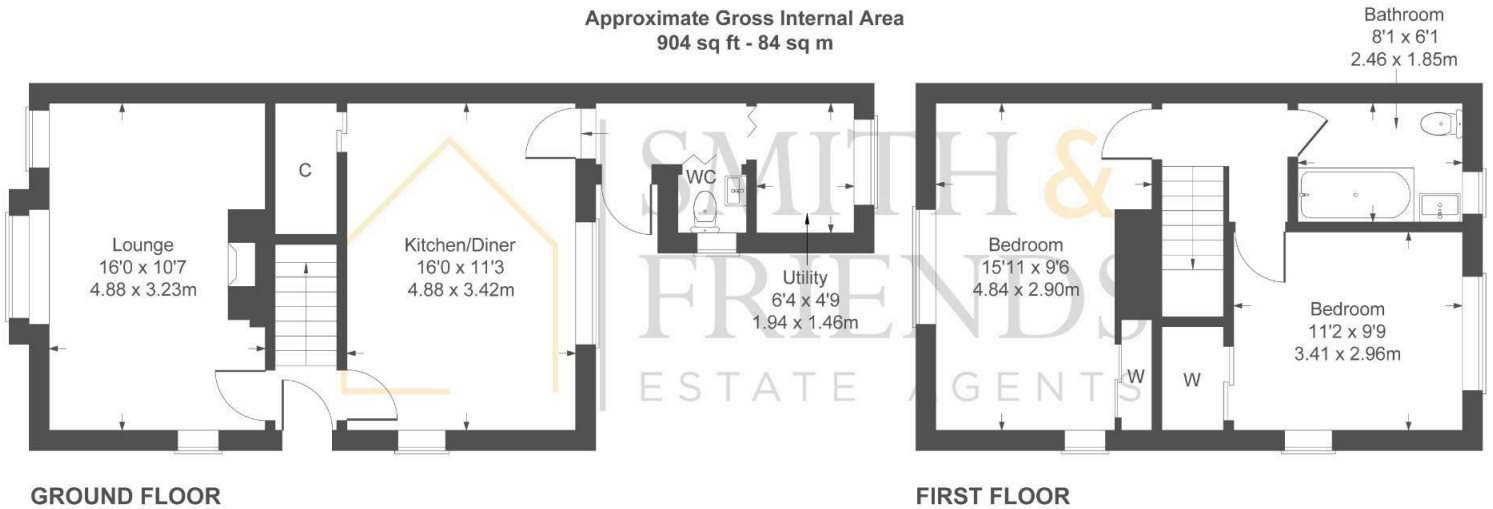 Approximate Gross Internal Area
904 sq ft - 84 sq m
Bathroom
8'1 x 6'1
2.46 x 1.85m
C
WC
Lounge
16'0 x 10'7
4.88 x 3.23m
Kitchen/Diner
16'0 x 11'3
4.88 x 3.42m
Utility
6'4 x 4'9
1.94 x 1.46m
Bedroom
15'11 x 9'6
4.84 x 2.90m
Bedroom
11'2 x 9'9
3.41 x 2.96m
W
W
SMITH &
FRIENDS
ESTATE AGENTS
GROUND FLOOR
FIRST FLOOR